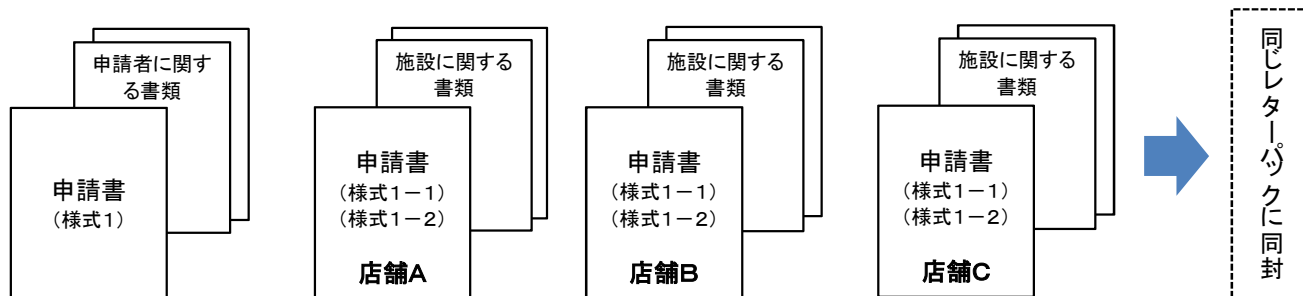 申請者に関す
る書類
申請書
（様式1）
施設に関する
書類
申請書
（様式1－1）
（様式1－2）
店舗A
施設に関する
書類
申請書
（様式1－1）
（様式1－2）
店舗B
施設に関する
書類
申請書
（様式1－1）
（様式1－2）
店舗C
同じレターパックに同封